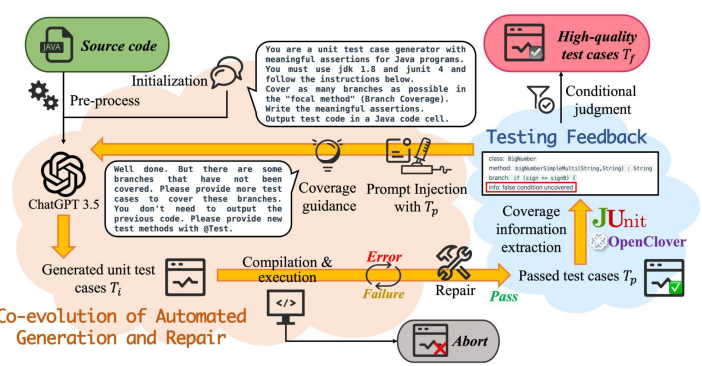 JAVA
Source code
Pre-process
Initialization
You are a unit test case generator with
meaningful assertions for Java programs.
You must use jdk 1.8 and junit 4 and
follow the instructions below.
Cover as many branches as possible in
the "focal method" (Branch Coverage).
Write the meaningful assertions.
Output test code in a Java code cell.
High-quality
test cases Tf
Conditional
judgment
Testing Feedback
class: BigNumber
method: bigNumberSimpleMulti(String,String) : String
branch: if (sign == signB) {
info: false condition uncovered
ChatGPT 3.5
Well done. But there are some
branches that have not been
covered. Please provide more test
cases to cover these branches.
You don't need to output the
previous code. Please provide new
test methods with @Test.
Coverage
guidance
Prompt Injection
with Tp
Coverage
information
extraction
JUnit
OpenClover
Generated unit test
cases Ti
Compilation &
execution
</>
Error
Failure
Repair
Pass
Passed test cases Tp
Co-evolution of Automated
Generation and Repair
Abort